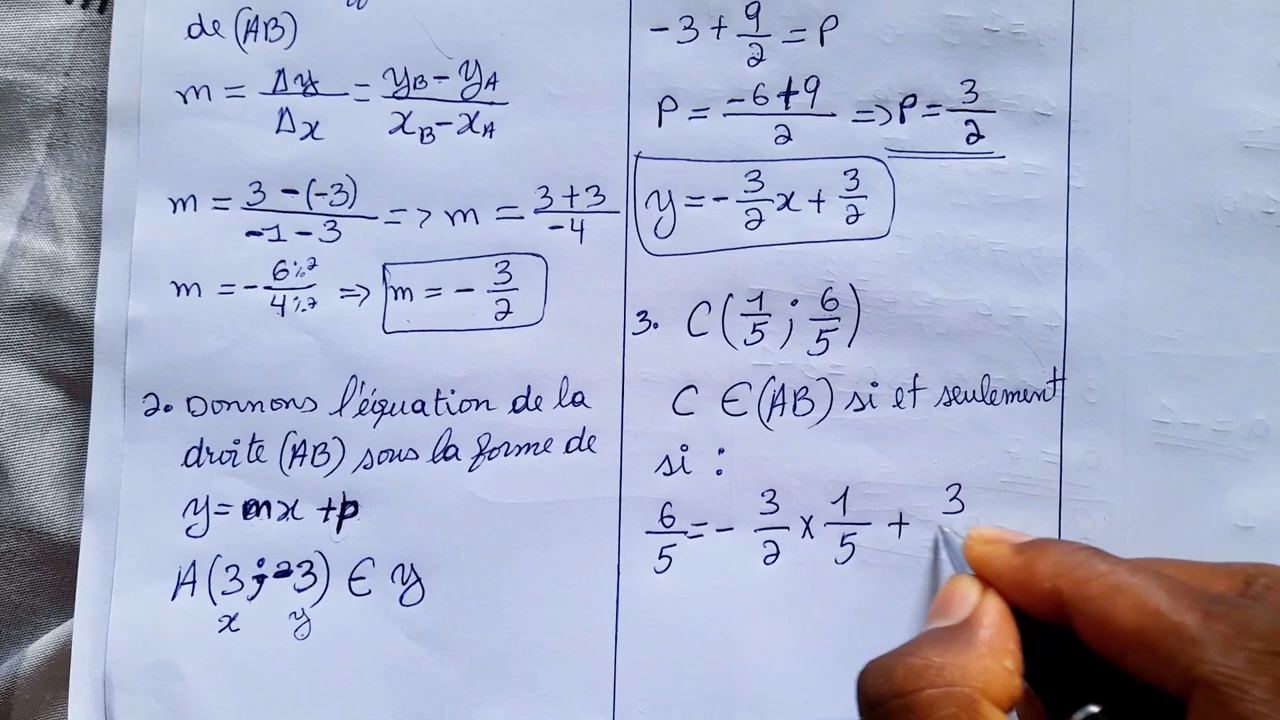 de (AB)
m = Δy/Δx = (yB - yA)/(xB - xA)
m = (3 - (-3))/(-1 - 3) => m = (3 + 3)/(-4)
m = - (6 ÷ 2)/(4 ÷ 2) => m = - 3/2
2. Donnons l'équation de la
droite (AB) sous la forme de
y = mx + p
A (3 ; -3) ∈ y
x y
-3 + 9/2 = P
P = (-6 + 9)/2 => P = 3/2
y = - 3/2 x + 3/2
3. C (1/5 ; 6/5)
C ∈ (AB) si et seulement
si :
6/5 = - 3/2 × 1/5 + 3